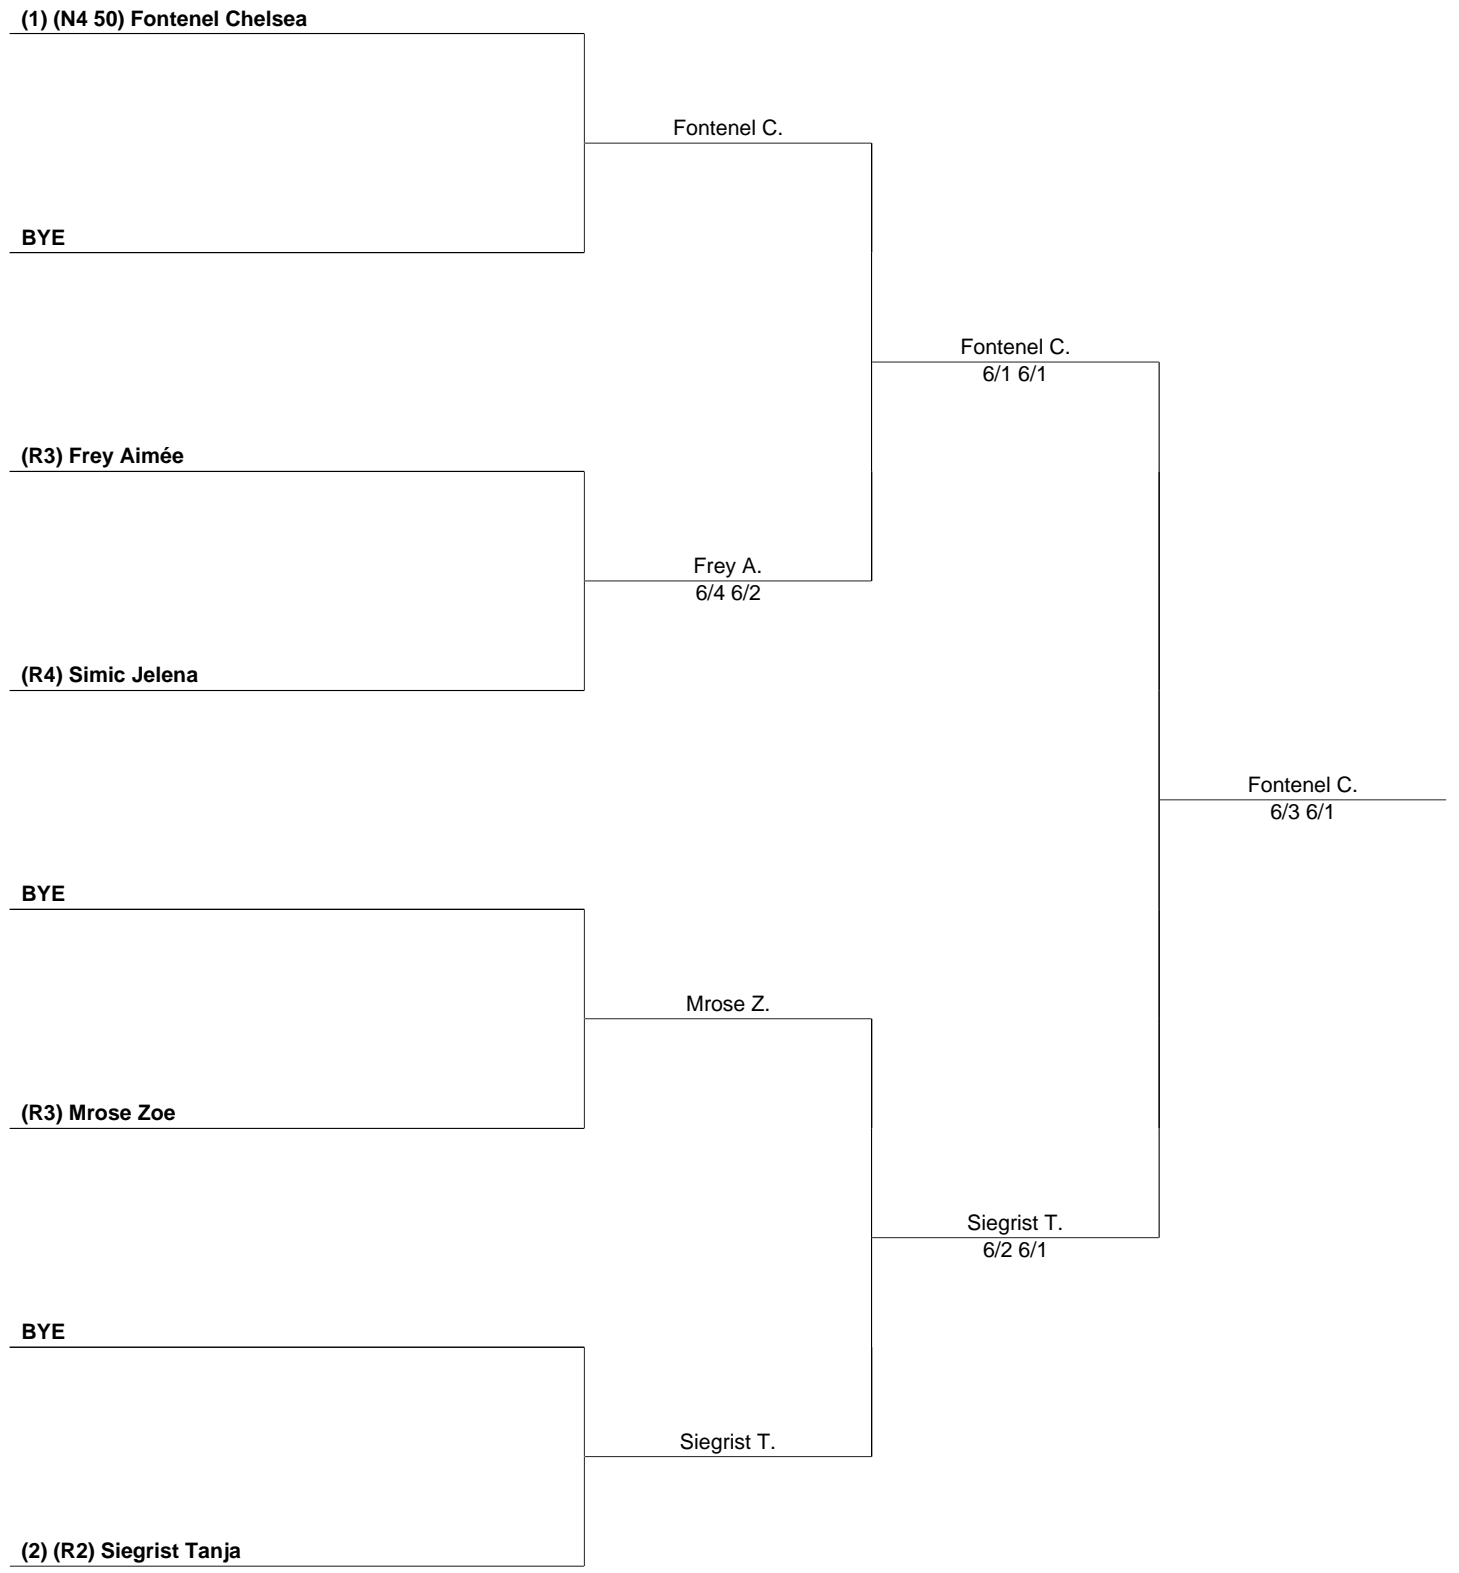 (1) (N4 50) Fontenel Chelsea
Fontenel C.
BYE
Fontenel C.
6/1 6/1
(R3) Frey Aimée
Frey A.
6/4 6/2
(R4) Simic Jelena
Fontenel C.
6/3 6/1
BYE
Mrose Z.
(R3) Mrose Zoe
Siegrist T.
6/2 6/1
BYE
Siegrist T.
(2) (R2) Siegrist Tanja